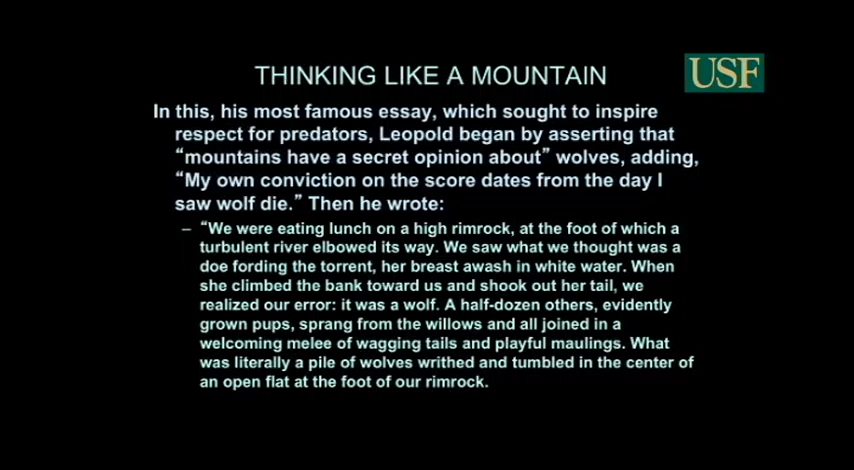 THINKING LIKE A MOUNTAIN
USF
In this, his most famous essay, which sought to inspire
respect for predators, Leopold began by asserting that
“mountains have a secret opinion about” wolves, adding,
“My own conviction on the score dates from the day I
saw wolf die.” Then he wrote:
– “We were eating lunch on a high rimrock, at the foot of which a
turbulent river elbowed its way. We saw what we thought was a
doe fording the torrent, her breast awash in white water. When
she climbed the bank toward us and shook out her tail, we
realized our error: it was a wolf. A half-dozen others, evidently
grown pups, sprang from the willows and all joined in a
welcoming melee of wagging tails and playful maulings. What
was literally a pile of wolves writhed and tumbled in the center of
an open flat at the foot of our rimrock.